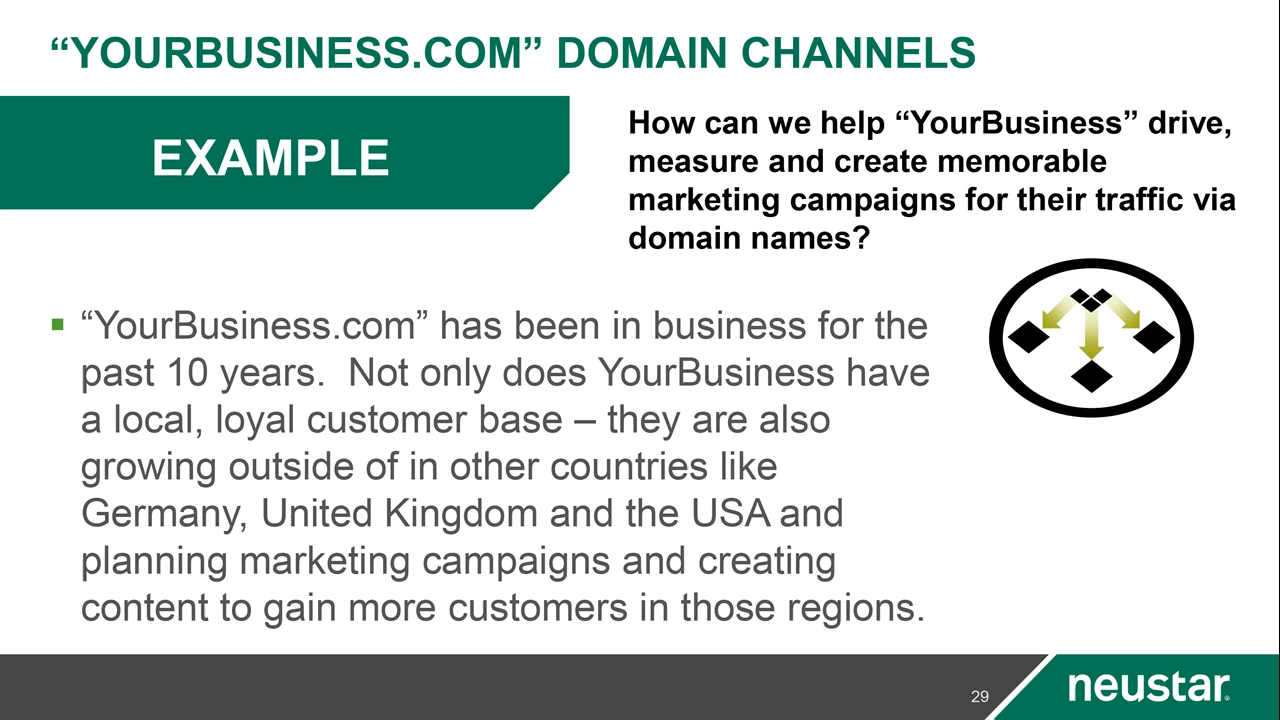 “YOURBUSINESS.COM” DOMAIN CHANNELS
EXAMPLE
How can we help “YourBusiness” drive,
measure and create memorable
marketing campaigns for their traffic via
domain names?
“YourBusiness.com” has been in business for the
past 10 years.  Not only does YourBusiness have
a local, loyal customer base – they are also
growing outside of in other countries like
Germany, United Kingdom and the USA and
planning marketing campaigns and creating
content to gain more customers in those regions.
29
neustar®